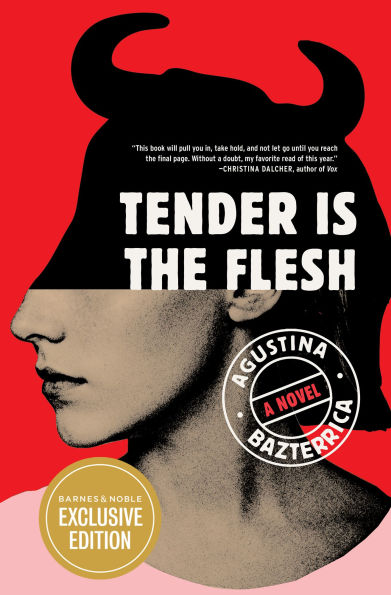 "This book will pull you in, take hold, and not let go until you reach
the final page. Without a doubt, my favorite read of this year."
—CHRISTINA DALCHER, author of Vox
TENDER IS
THE FLESH
AGUSTINA
A NOVEL
BAZTERRICA
BARNES & NOBLE
EXCLUSIVE
EDITION